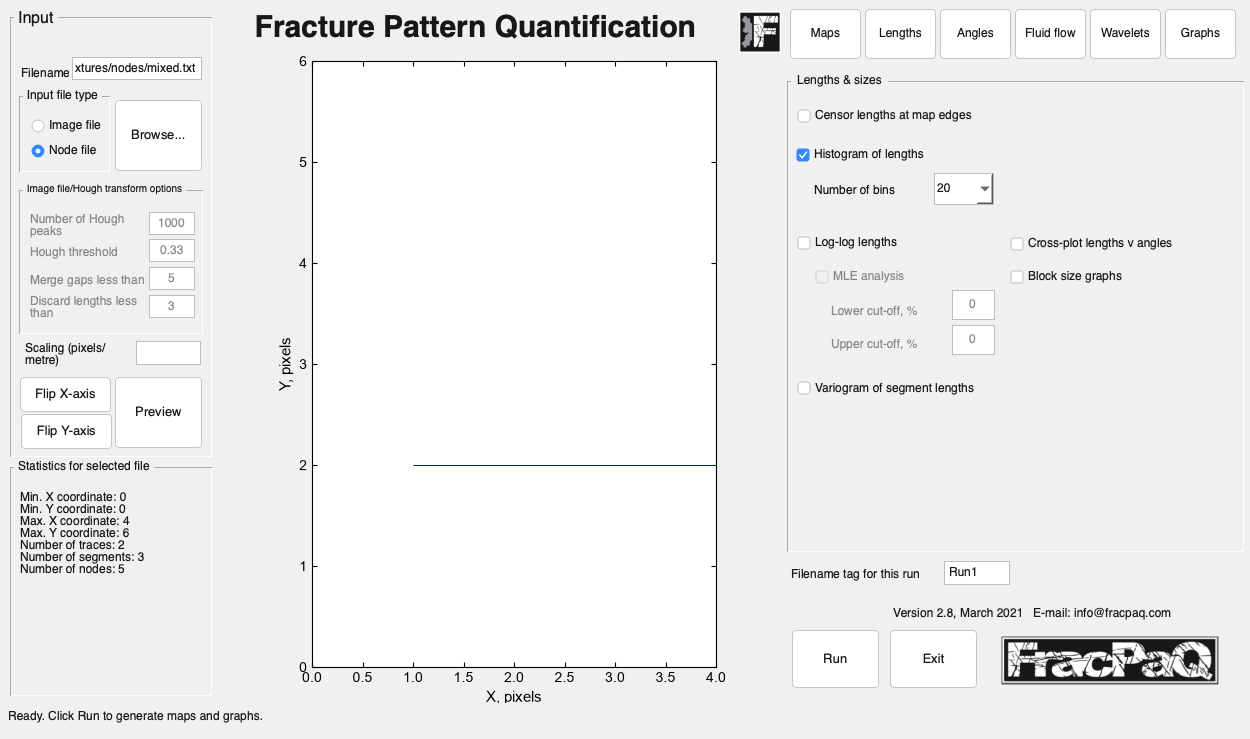 Input
Filename
xtures/nodes/mixed.txt
Input file type
Image file
Node file
Browse...
Image file/Hough transform options
Number of Hough
peaks
1000
Hough threshold
0.33
Merge gaps less than
5
Discard lengths less
than
3
Scaling (pixels/
metre)
Flip X-axis
Flip Y-axis
Preview
Statistics for selected file
Min. X coordinate: 0
Min. Y coordinate: 0
Max. X coordinate: 4
Max. Y coordinate: 6
Number of traces: 2
Number of segments: 3
Number of nodes: 5
Ready. Click Run to generate maps and graphs.
Fracture Pattern Quantification
6
5
4
3
2
1
0
Y, pixels
0.0 0.5 1.0 1.5 2.0 2.5 3.0 3.5 4.0
X, pixels
F
Maps
Lengths
Angles
Fluid flow
Wavelets
Graphs
Lengths & sizes
Censor lengths at map edges
Histogram of lengths
Number of bins
20
Log-log lengths
Cross-plot lengths v angles
MLE analysis
Block size graphs
Lower cut-off, %
0
Upper cut-off, %
0
Variogram of segment lengths
Filename tag for this run
Run1
Version 2.8, March 2021 E-mail: info@fracpaq.com
Run
Exit
FracPaQ